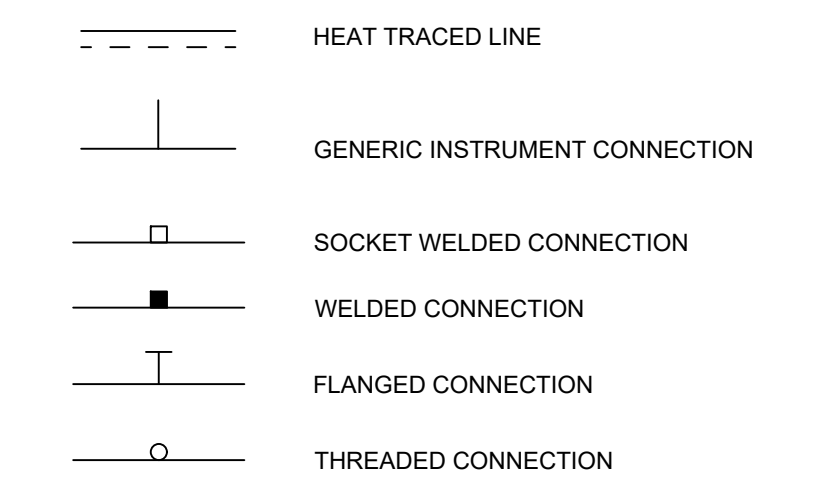 HEAT TRACED LINE
GENERIC INSTRUMENT CONNECTION
SOCKET WELDED CONNECTION
WELDED CONNECTION
FLANGED CONNECTION
THREADED CONNECTION